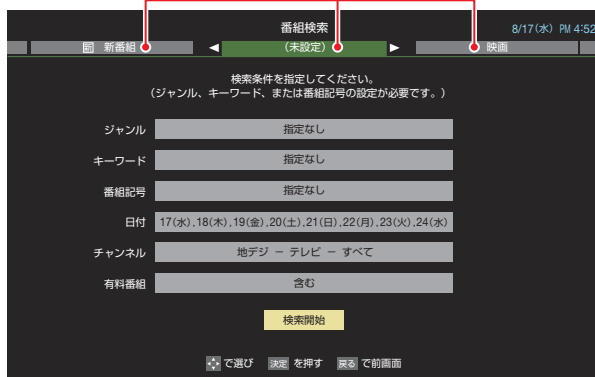 番組検索
8/17(水) PM 4:52
新番組
(未設定)
映画
検索条件を指定してください。
(ジャンル、キーワード、または番組記号の設定が必要です。)
ジャンル 指定なし
キーワード 指定なし
番組記号 指定なし
日付 17(水),18(木),19(金),20(土),21(日),22(月),23(火),24(水)
チャンネル 地デジ － テレビ － すべて
有料番組 含む
検索開始
で選び 決定 を押す 戻る で前画面